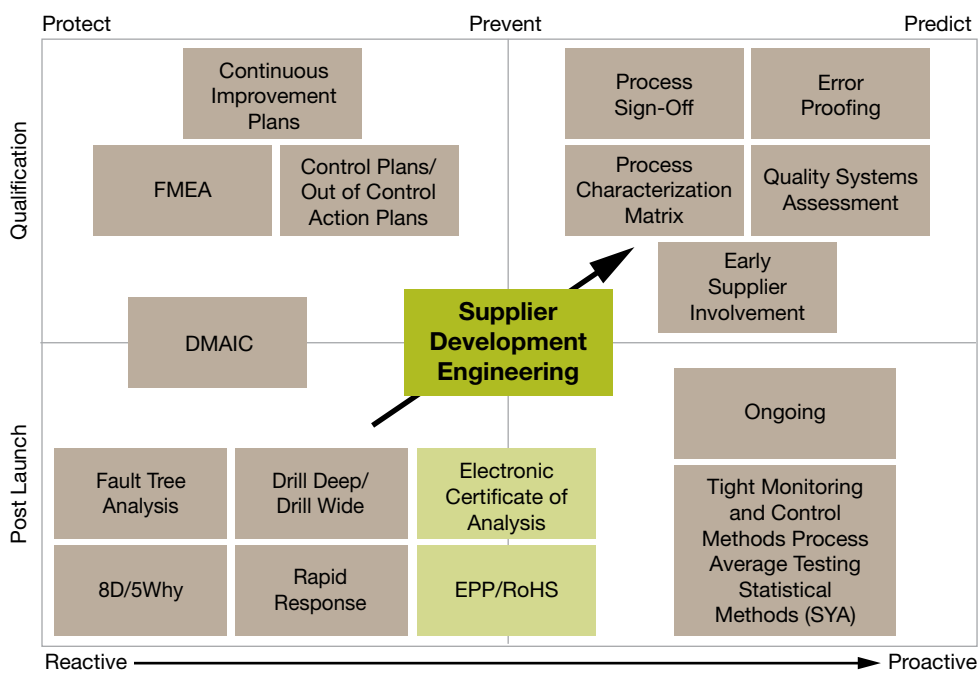 Protect
Prevent
Predict
Qualification
Continuous
Improvement
Plans
Process
Sign-Off
Error
Proofing
FMEA
Control Plans/
Out of Control
Action Plans
Process
Characterization
Matrix
Quality Systems
Assessment
Early
Supplier
Involvement
DMAIC
Supplier
Development
Engineering
Post Launch
Ongoing
Fault Tree
Analysis
Drill Deep/
Drill Wide
Electronic
Certificate of
Analysis
Tight Monitoring
and Control
Methods Process
Average Testing
Statistical
Methods (SYA)
8D/5Why
Rapid
Response
EPP/RoHS
Reactive
Proactive